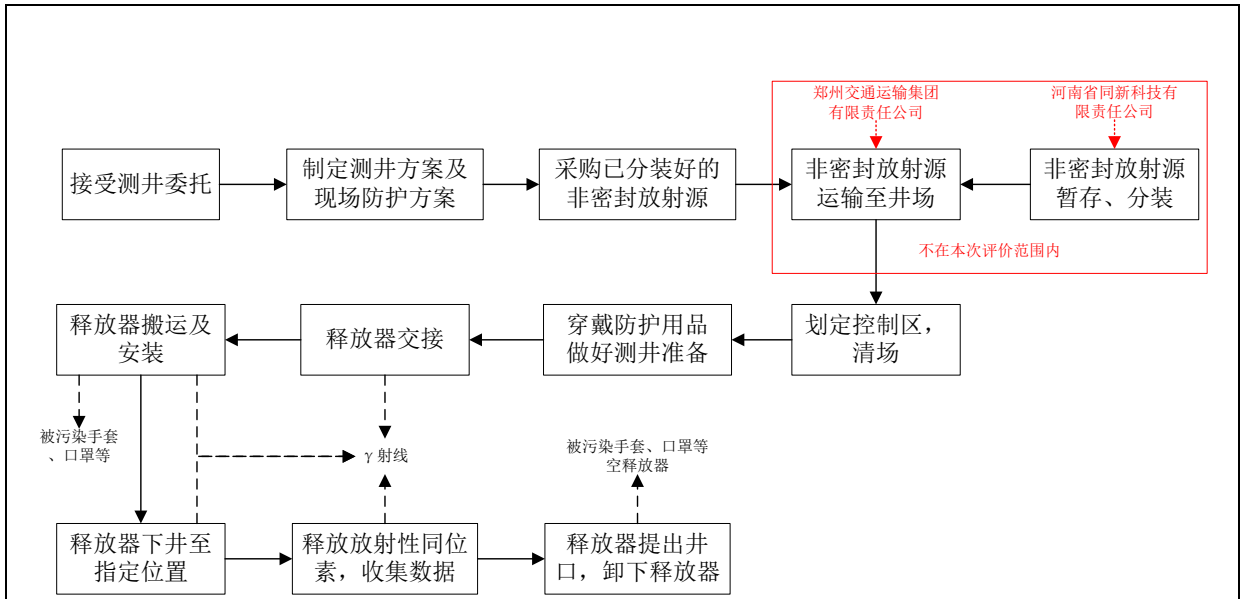 郑州交通运输集团
有限责任公司
河南省同新科技有
限责任公司
接受测井委托
制定测井方案及
现场防护方案
采购已分装好的
非密封放射源
非密封放射源
运输至井场
非密封放射源
暂存、分装
不在本次评价范围内
释放器搬运及
安装
释放器交接
穿戴防护用品
做好测井准备
划定控制区，
清场
被污染手套
、口罩等
γ射线
被污染手套、口罩等
空释放器
释放器下井至
指定位置
释放放射性同位
素，收集数据
释放器提出井
口，卸下释放器